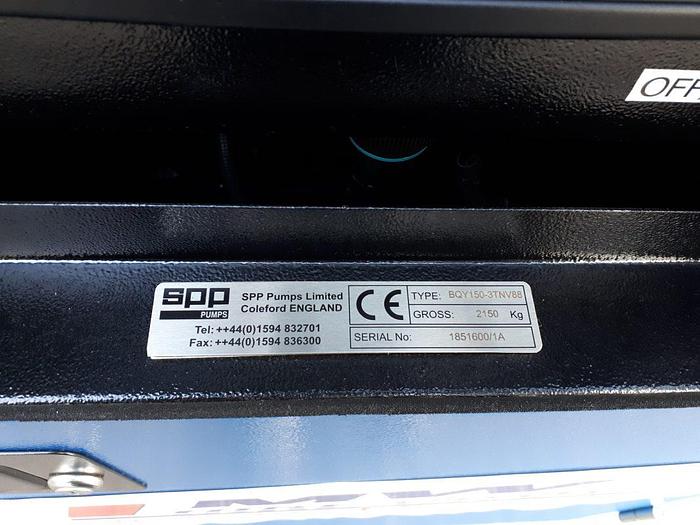 OFF
spp
PUMPS
SPP Pumps Limited
Coleford ENGLAND
Tel: ++44(0)1594 832701
Fax: ++44(0)1594 836300
CE
TYPE: BQY150-3TNV88
GROSS: 2150 Kg
SERIAL No: 1851600/1A